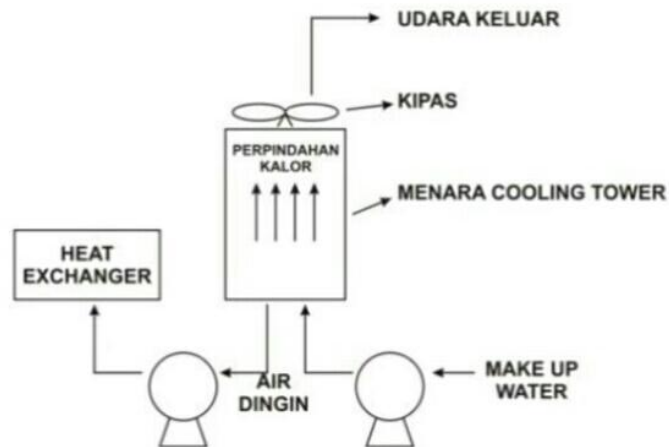 UDARA KELUAR
KIPAS
PERPINDAHAN
KALOR
MENARA COOLING TOWER
HEAT
EXCHANGER
AIR
DINGIN
MAKE UP
WATER